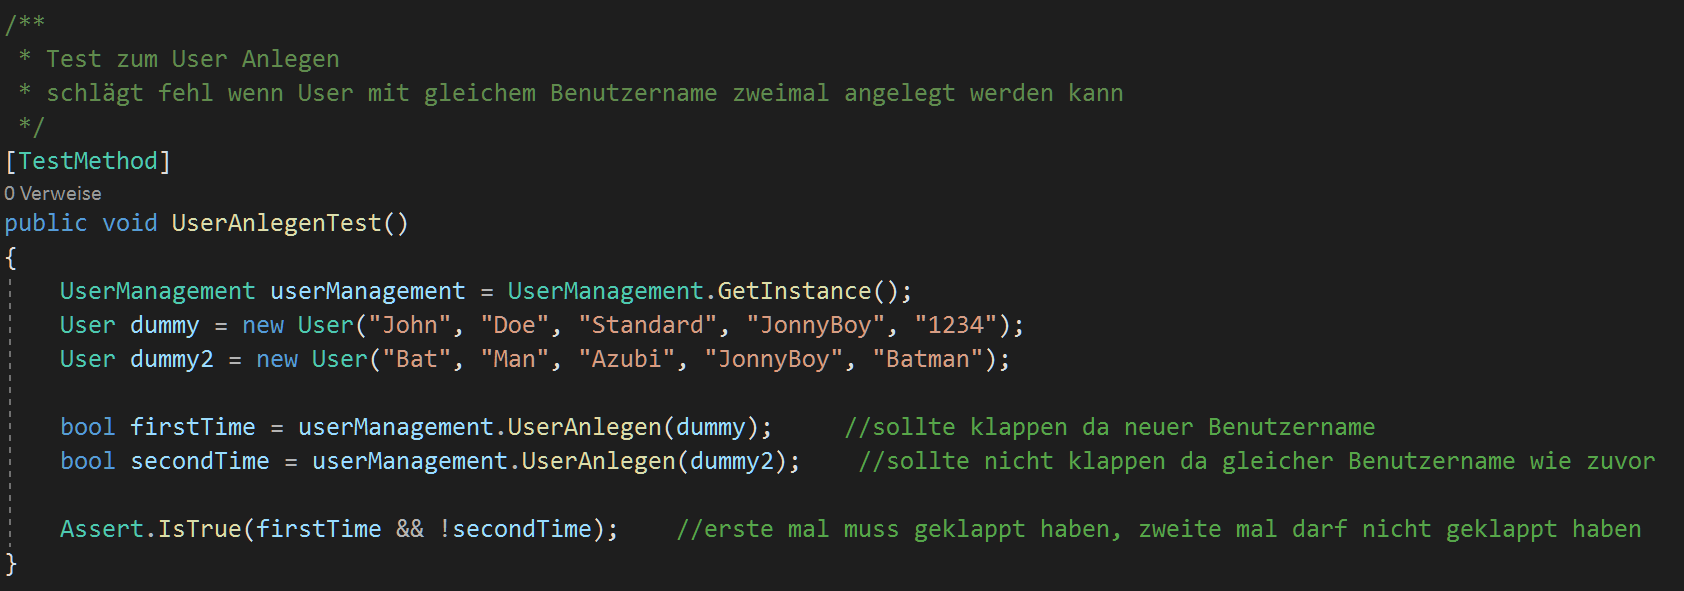 /**
 * Test zum User Anlegen
 * schlägt fehl wenn User mit gleichem Benutzername zweimal angelegt werden kann
 */
[TestMethod]
0 Verweise
public void UserAnlegenTest()
{
    UserManagement userManagement = UserManagement.GetInstance();
    User dummy = new User("John", "Doe", "Standard", "JonnyBoy", "1234");
    User dummy2 = new User("Bat", "Man", "Azubi", "JonnyBoy", "Batman");

    bool firstTime = userManagement.UserAnlegen(dummy);     //sollte klappen da neuer Benutzername
    bool secondTime = userManagement.UserAnlegen(dummy2);    //sollte nicht klappen da gleicher Benutzername wie zuvor

    Assert.IsTrue(firstTime && !secondTime);    //erste mal muss geklappt haben, zweite mal darf nicht geklappt haben
}